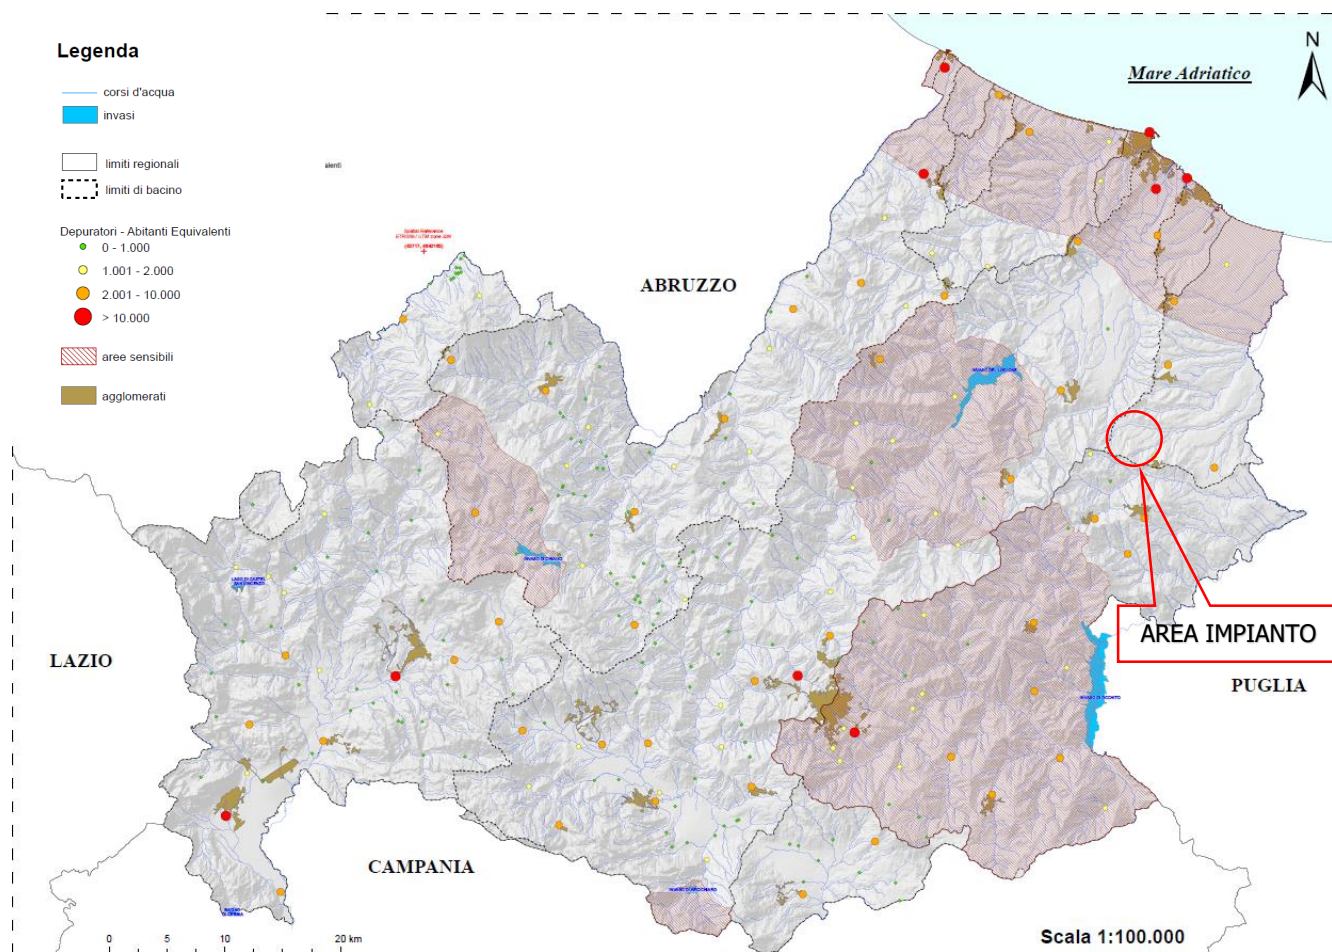 Legenda
corsi d'acqua
invasi
limiti regionali
limiti di bacino
Depuratori - Abitanti Equivalenti
0 - 1.000
1.001 - 2.000
2.001 - 10.000
> 10.000
aree sensibili
agglomerati
alenti
Mare Adriatico
N
ABRUZZO
LAZIO
AREA IMPIANTO
PUGLIA
CAMPANIA
0 5 10 20 km
Scala 1:100.000